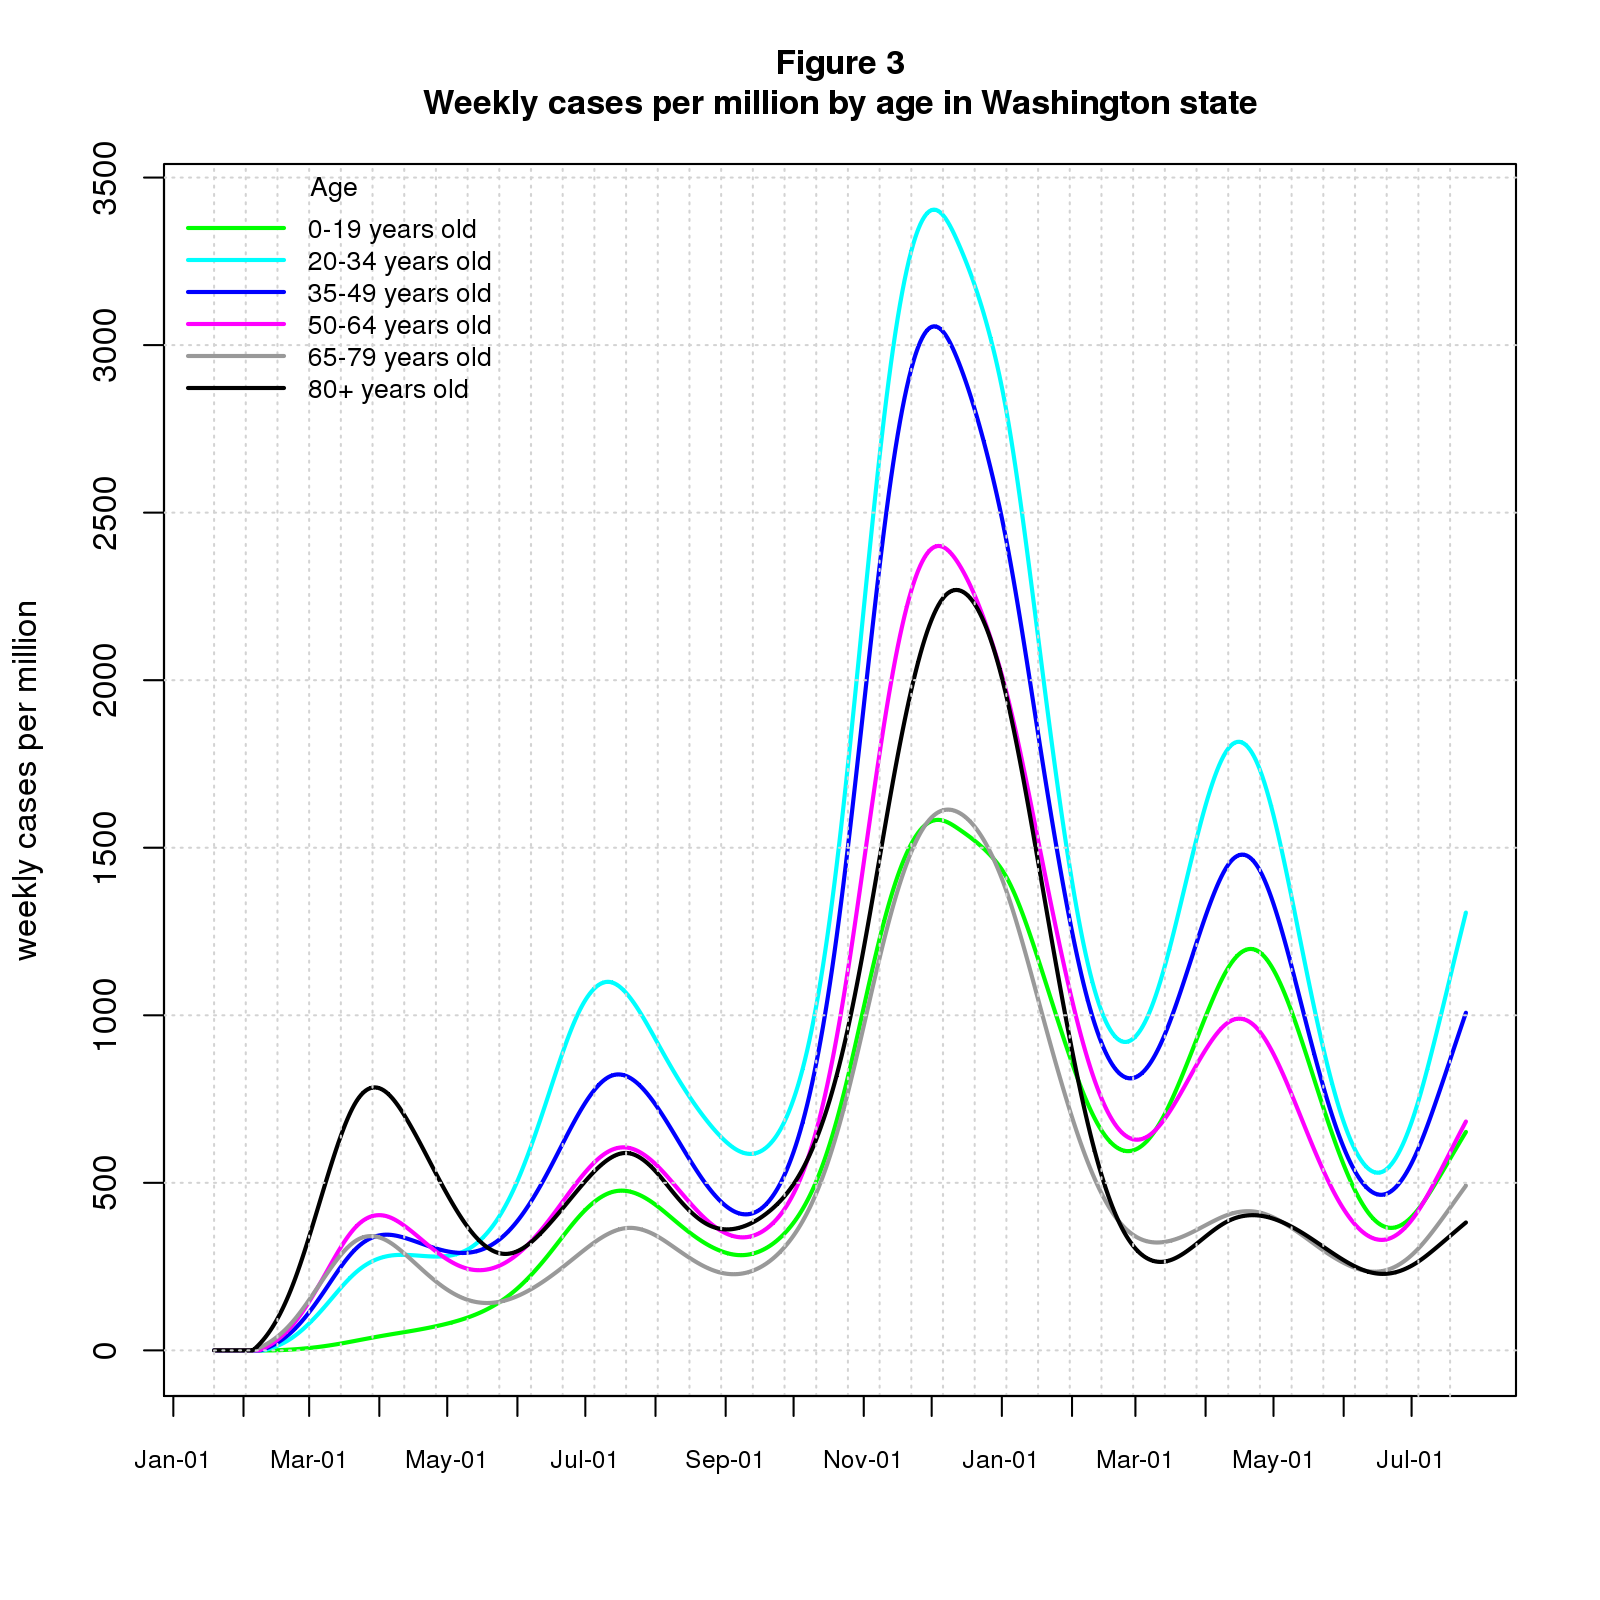 Figure 3
Weekly cases per million by age in Washington state
weekly cases per million
3500
3000
2500
2000
1500
1000
500
0
Age
0-19 years old
20-34 years old
35-49 years old
50-64 years old
65-79 years old
80+ years old
Jan-01 Mar-01 May-01 Jul-01 Sep-01 Nov-01 Jan-01 Mar-01 May-01 Jul-01